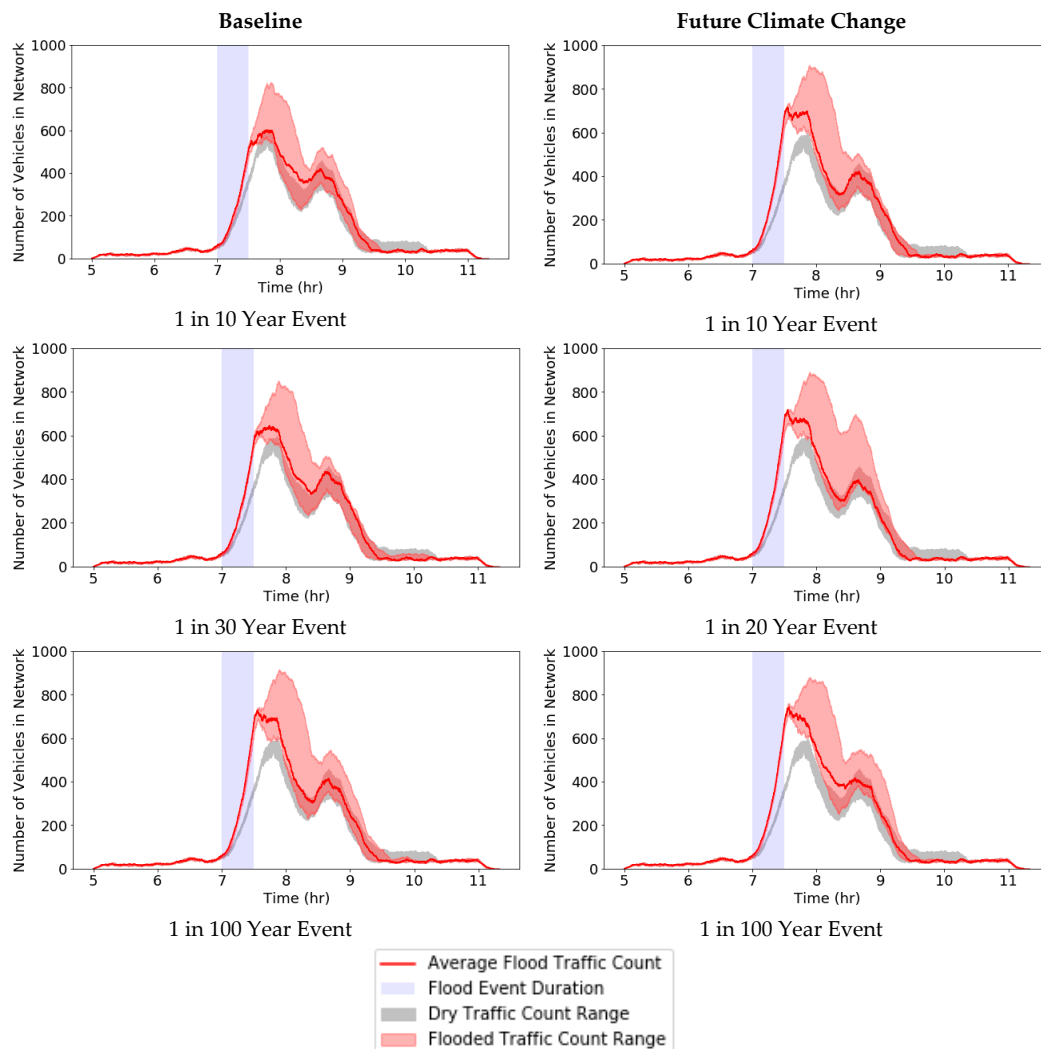 Baseline
Future Climate Change
Number of Vehicles in Network
1000
800
600
400
200
0
5 6 7 8 9 10 11
Time (hr)
1 in 10 Year Event
Number of Vehicles in Network
1000
800
600
400
200
0
5 6 7 8 9 10 11
Time (hr)
1 in 10 Year Event
Number of Vehicles in Network
1000
800
600
400
200
0
5 6 7 8 9 10 11
Time (hr)
1 in 30 Year Event
Number of Vehicles in Network
1000
800
600
400
200
0
5 6 7 8 9 10 11
Time (hr)
1 in 20 Year Event
Number of Vehicles in Network
1000
800
600
400
200
0
5 6 7 8 9 10 11
Time (hr)
1 in 100 Year Event
Number of Vehicles in Network
1000
800
600
400
200
0
5 6 7 8 9 10 11
Time (hr)
1 in 100 Year Event
Average Flood Traffic Count
Flood Event Duration
Dry Traffic Count Range
Flooded Traffic Count Range